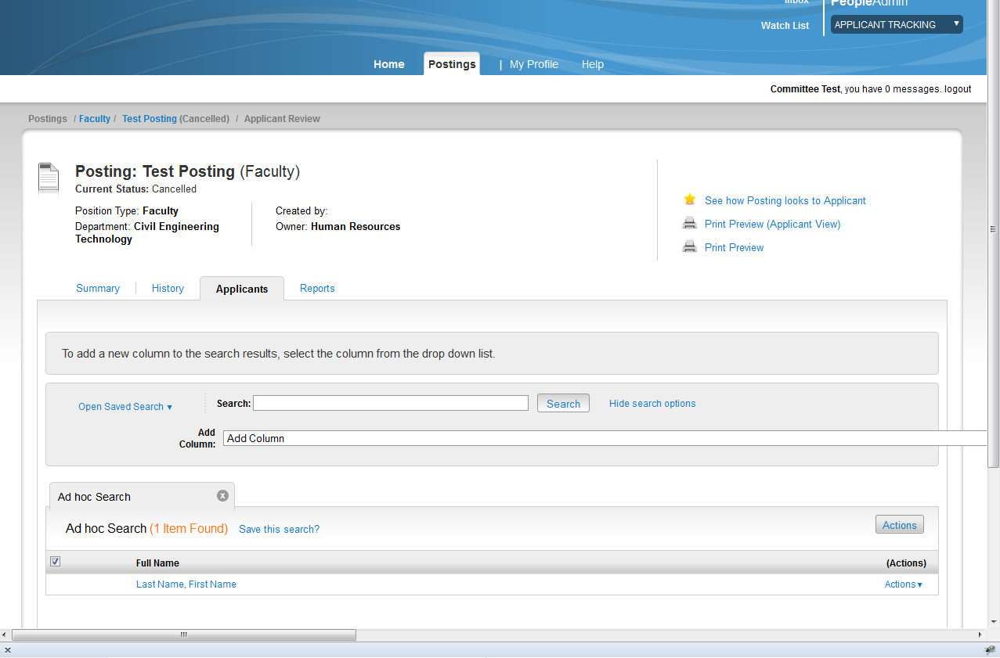 Inbox
PeopleAdmin
Watch List
APPLICANT TRACKING
Home
Postings
| My Profile
Help
Committee Test, you have 0 messages. logout
Postings / Faculty / Test Posting (Cancelled) / Applicant Review
Posting: Test Posting (Faculty)
Current Status: Cancelled
Position Type: Faculty
Department: Civil Engineering
Technology
Created by:
Owner: Human Resources
See how Posting looks to Applicant
Print Preview (Applicant View)
Print Preview
Summary
History
Applicants
Reports
To add a new column to the search results, select the column from the drop down list.
Open Saved Search
Search:
Search
Hide search options
Add
Column:
Add Column
Ad hoc Search
Ad hoc Search (1 Item Found) Save this search?
Actions
Full Name
(Actions)
Last Name, First Name
Actions